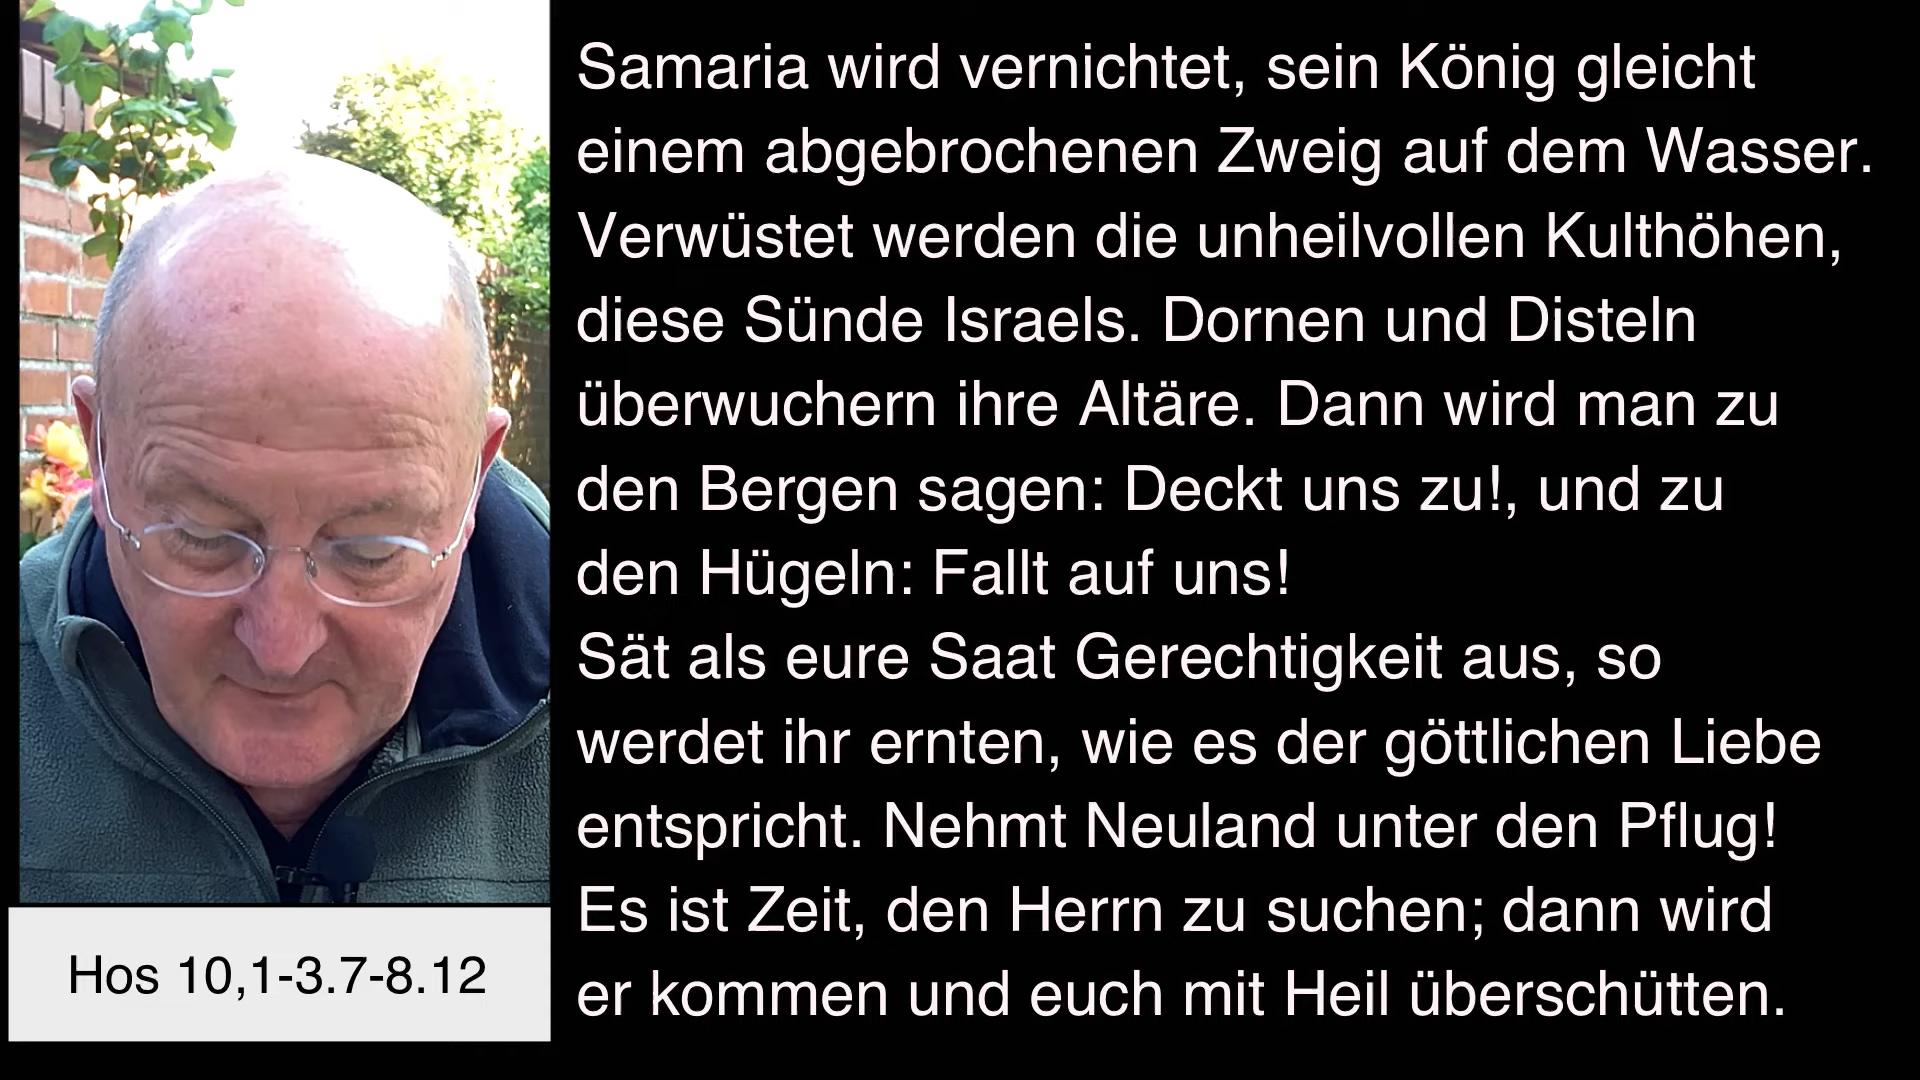 Samaria wird vernichtet, sein König gleicht
einem abgebrochenen Zweig auf dem Wasser.
Verwüstet werden die unheilvollen Kulthöhen,
diese Sünde Israels. Dornen und Disteln
überwuchern ihre Altäre. Dann wird man zu
den Bergen sagen: Deckt uns zu!, und zu
den Hügeln: Fallt auf uns!
Sät als eure Saat Gerechtigkeit aus, so
werdet ihr ernten, wie es der göttlichen Liebe
entspricht. Nehmt Neuland unter den Pflug!
Es ist Zeit, den Herrn zu suchen; dann wird
er kommen und euch mit Heil überschütten.
Hos 10,1-3.7-8.12